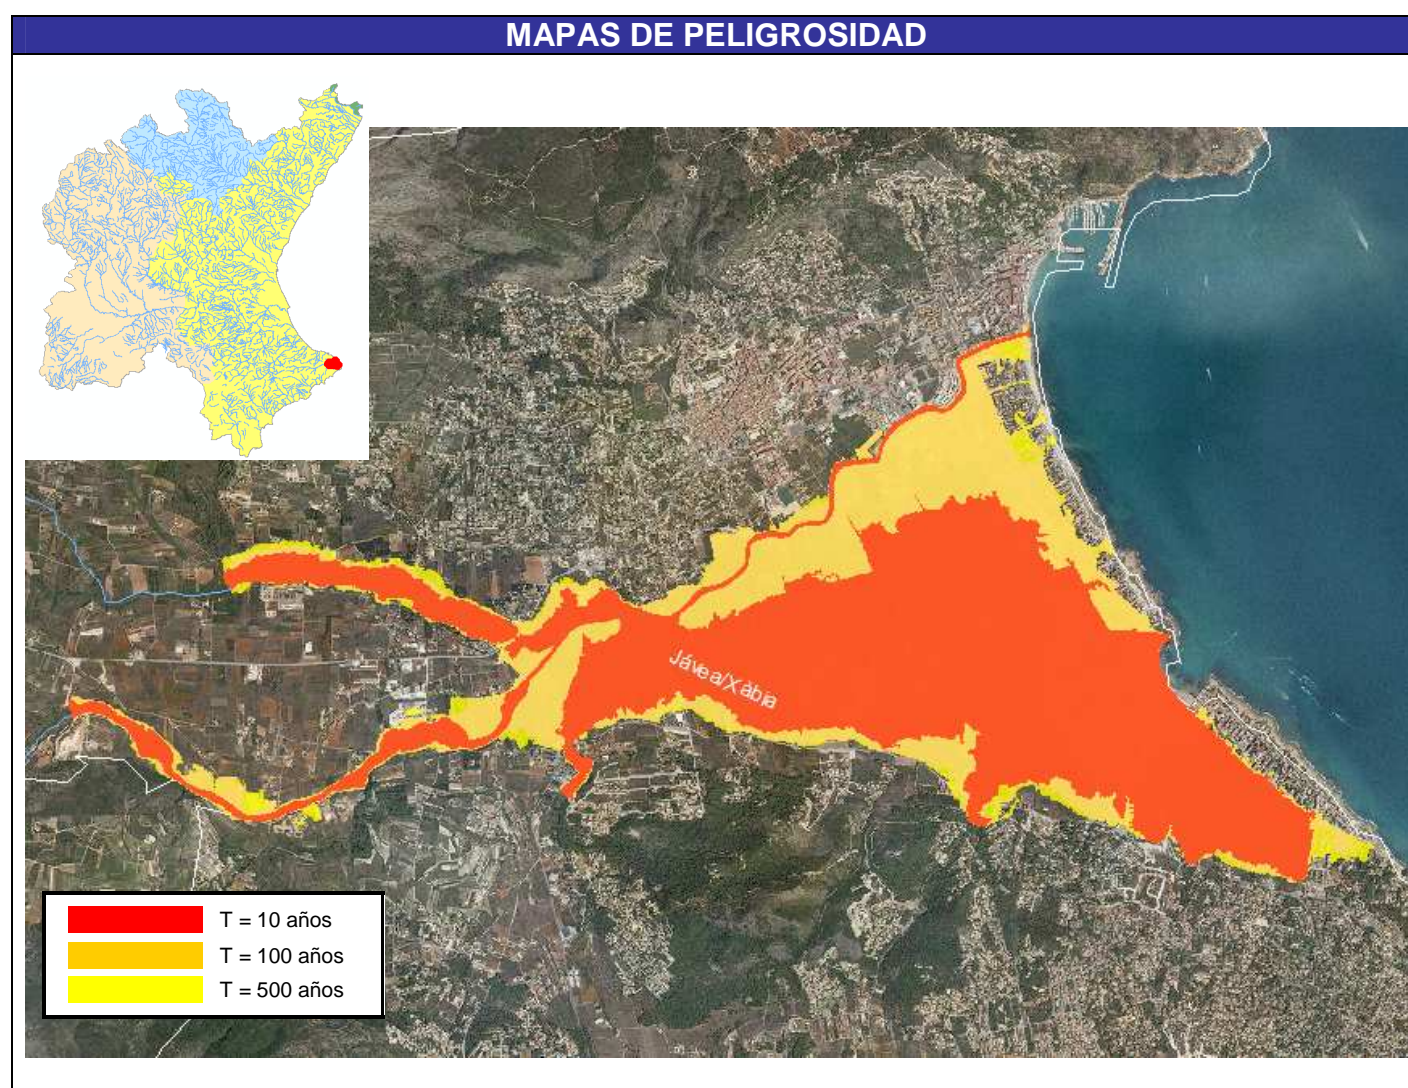 MAPAS DE PELIGROSIDAD
Jávea/Xàbia
T = 10 años
T = 100 años
T = 500 años